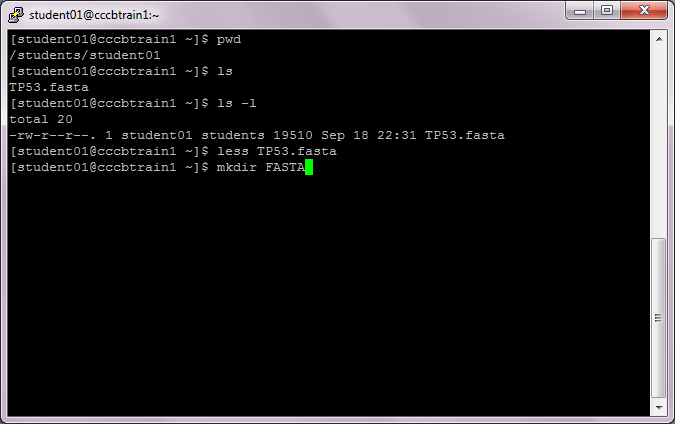 student01@cccbtrain1:~
[student01@cccbtrain1 ~]$ pwd
/students/student01
[student01@cccbtrain1 ~]$ ls
TP53.fasta
[student01@cccbtrain1 ~]$ ls -l
total 20
-rw-r--r--. 1 student01 students 19510 Sep 18 22:31 TP53.fasta
[student01@cccbtrain1 ~]$ less TP53.fasta
[student01@cccbtrain1 ~]$ mkdir FASTA